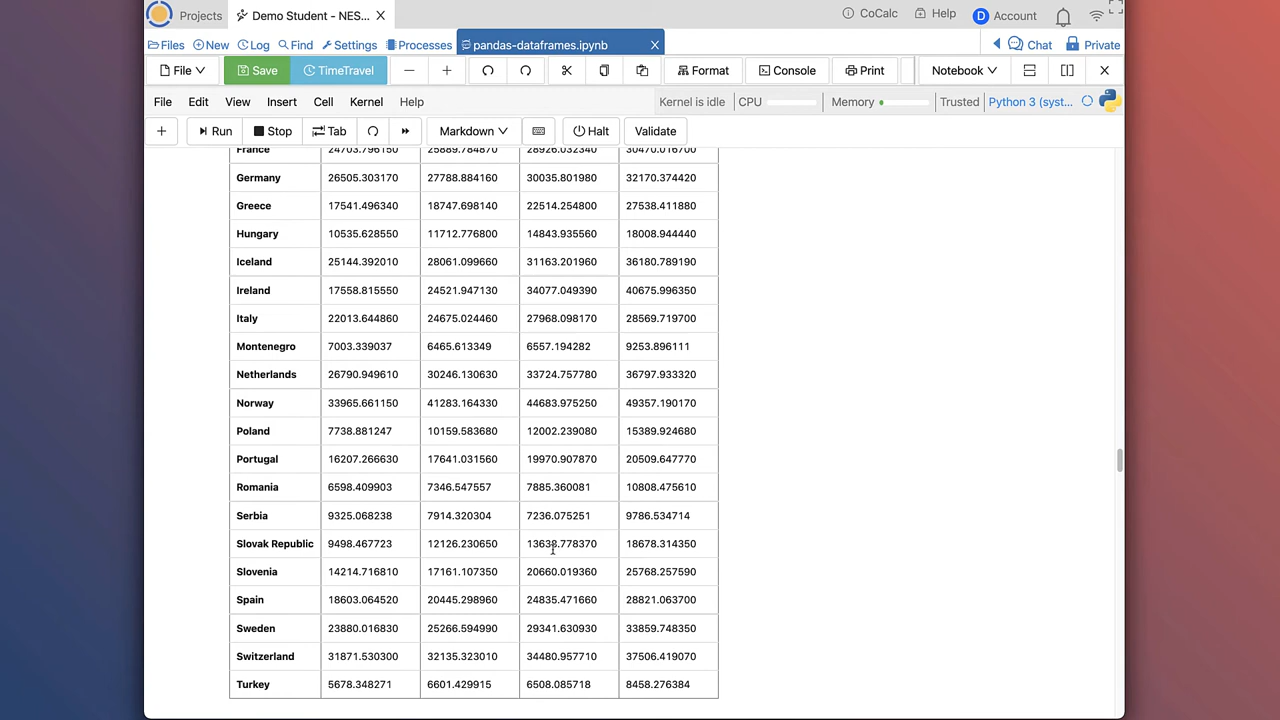 Projects Demo Student - NES... CoCalc Help D Account
Files New Log Find Settings Processes pandas-dataframes.ipynb Chat Private
File Save TimeTravel Format Console Print Notebook
File Edit View Insert Cell Kernel Help Kernel is idle CPU Memory Trusted Python 3 (syst...
Run Stop Tab Markdown Halt Validate
France 24703.796150 25889.784870 28926.032340 30470.016700
Germany 26505.303170 27788.884160 30035.801980 32170.374420
Greece 17541.496340 18747.698140 22514.254800 27538.411880
Hungary 10535.628550 11712.776800 14843.935560 18008.944440
Iceland 25144.392010 28061.099660 31163.201960 36180.789190
Ireland 17558.815550 24521.947130 34077.049390 40675.996350
Italy 22013.644860 24675.024460 27968.098170 28569.719700
Montenegro 7003.339037 6465.613349 6557.194282 9253.896111
Netherlands 26790.949610 30246.130630 33724.757780 36797.933320
Norway 33965.661150 41283.164330 44683.975250 49357.190170
Poland 7738.881247 10159.583680 12002.239080 15389.924680
Portugal 16207.266630 17641.031560 19970.907870 20509.647770
Romania 6598.409903 7346.547557 7885.360081 10808.475610
Serbia 9325.068238 7914.320304 7236.075251 9786.534714
Slovak Republic 9498.467723 12126.230650 13638.778370 18678.314350
Slovenia 14214.716810 17161.107350 20660.019360 25768.257590
Spain 18603.064520 20445.298960 24835.471660 28821.063700
Sweden 23880.016830 25266.594990 29341.630930 33859.748350
Switzerland 31871.530300 32135.323010 34480.957710 37506.419070
Turkey 5678.348271 6601.429915 6508.085718 8458.276384